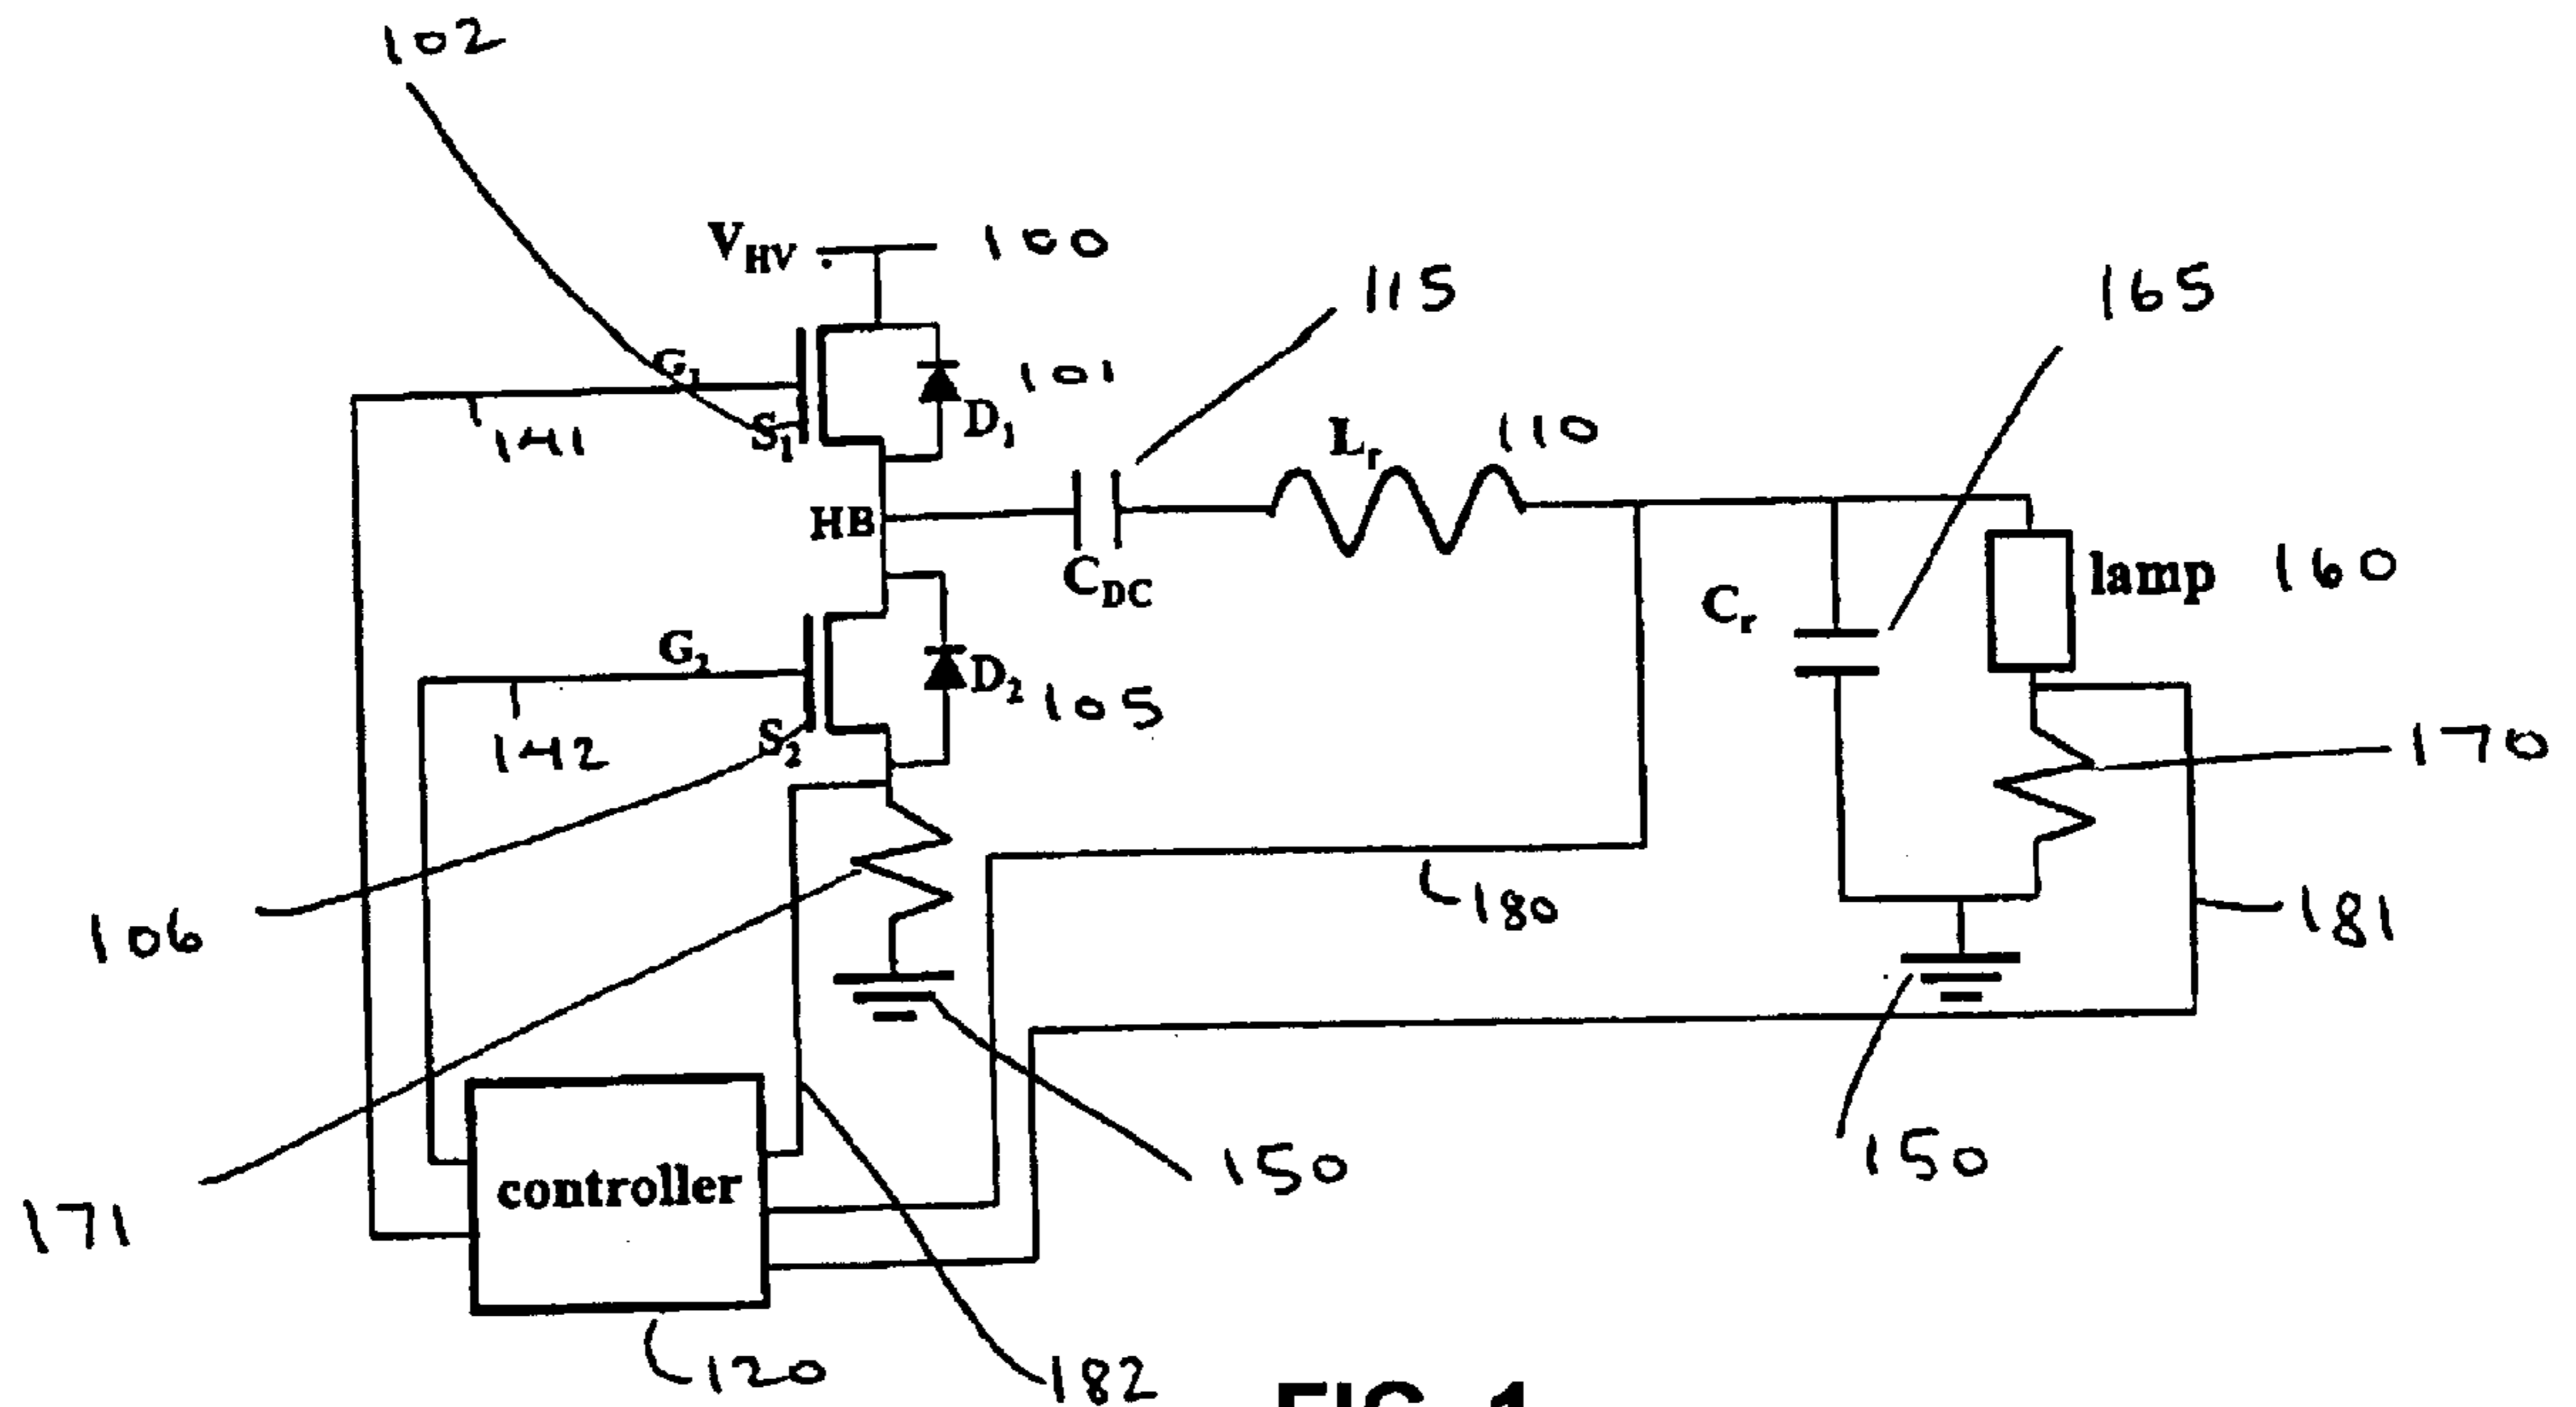 102
V_HV 100
115
165
G₁
101
141
S₁
D₁
L_r 110
HB
C_DC
C_r
lamp 160
G₂
D₂ 105
142
S₂
170
180
181
106
150
150
controller
171
120
182
FIG. 1